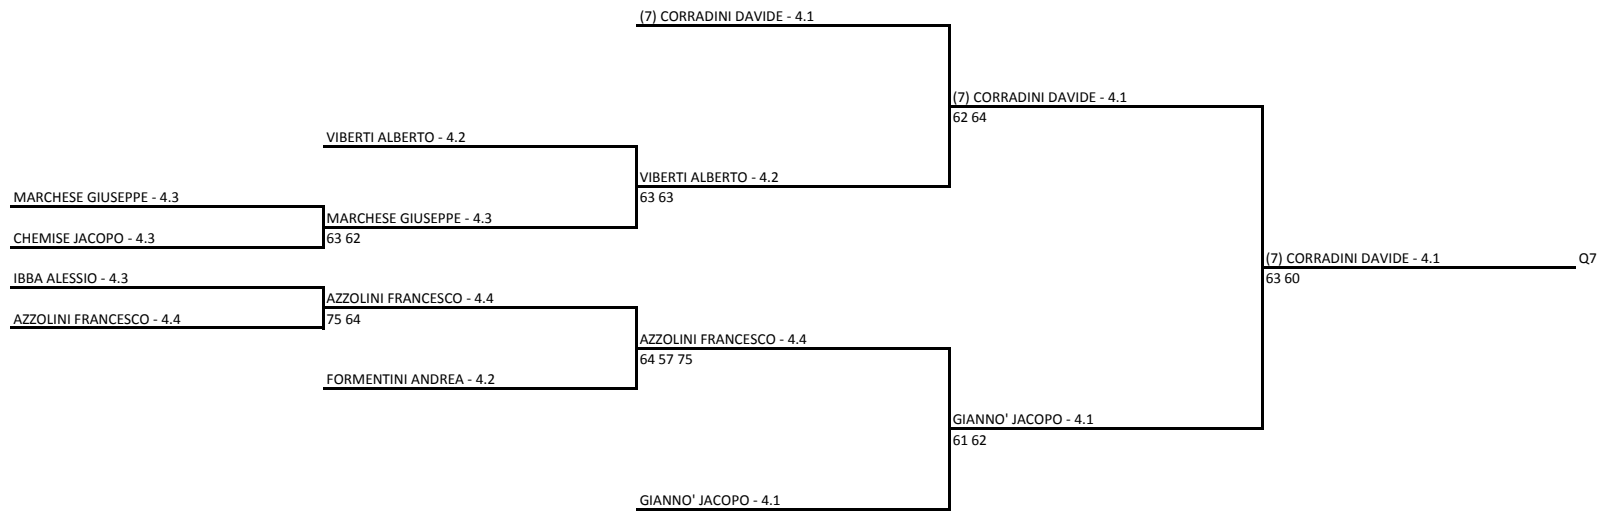 (7) CORRADINI DAVIDE - 4.1
(7) CORRADINI DAVIDE - 4.1
62 64
VIBERTI ALBERTO - 4.2
VIBERTI ALBERTO - 4.2
63 63
MARCHESE GIUSEPPE - 4.3
MARCHESE GIUSEPPE - 4.3
63 62
CHEMISE JACOPO - 4.3
(7) CORRADINI DAVIDE - 4.1
Q7
63 60
IBBA ALESSIO - 4.3
AZZOLINI FRANCESCO - 4.4
75 64
AZZOLINI FRANCESCO - 4.4
AZZOLINI FRANCESCO - 4.4
64 57 75
FORMENTINI ANDREA - 4.2
GIANNO' JACOPO - 4.1
61 62
GIANNO' JACOPO - 4.1